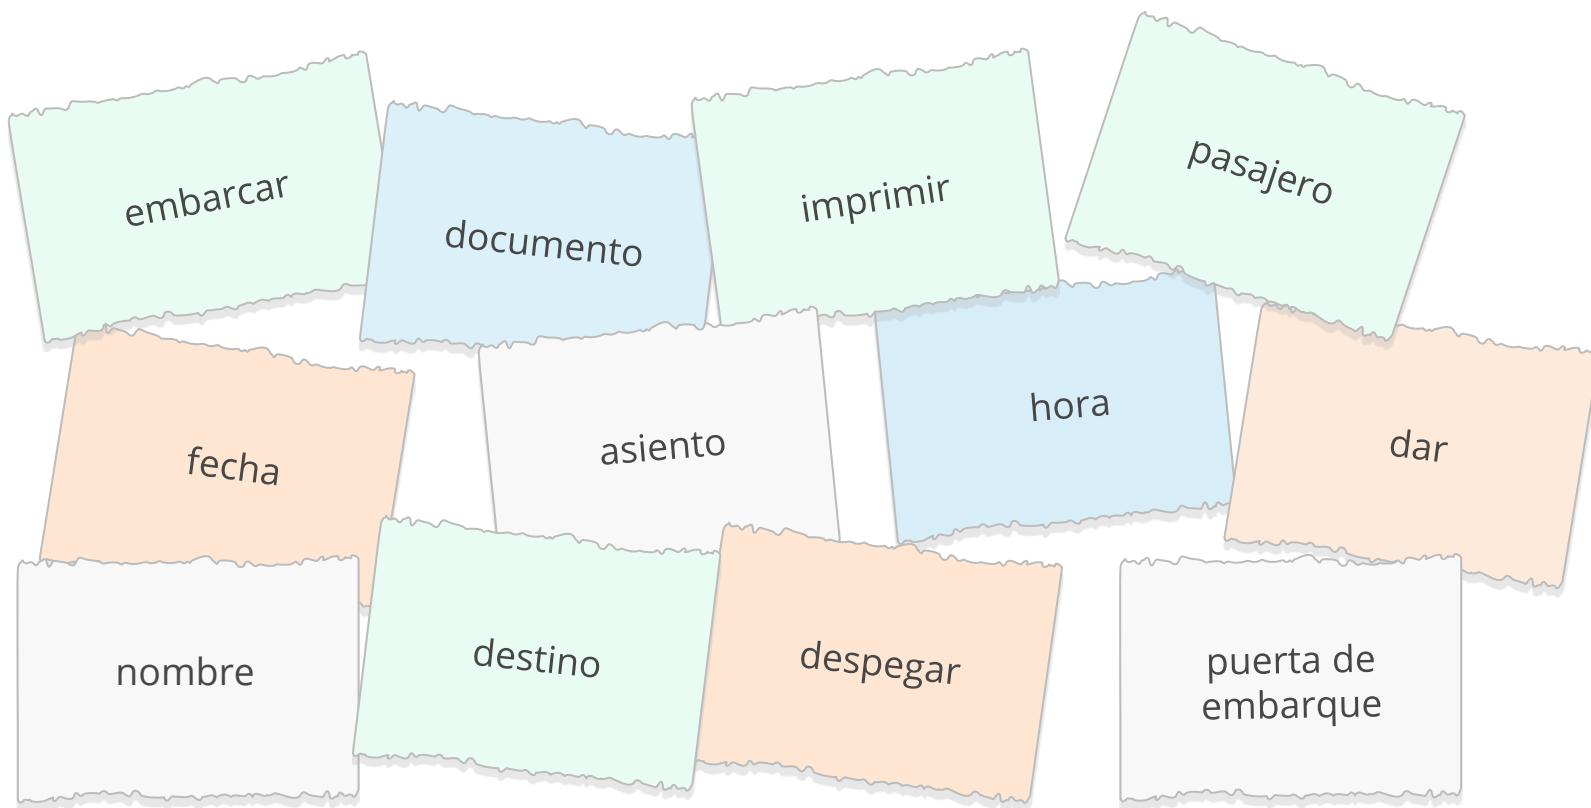 embarcar
documento
imprimir
pasajero
fecha
asiento
hora
dar
nombre
destino
despegar
puerta de
embarque